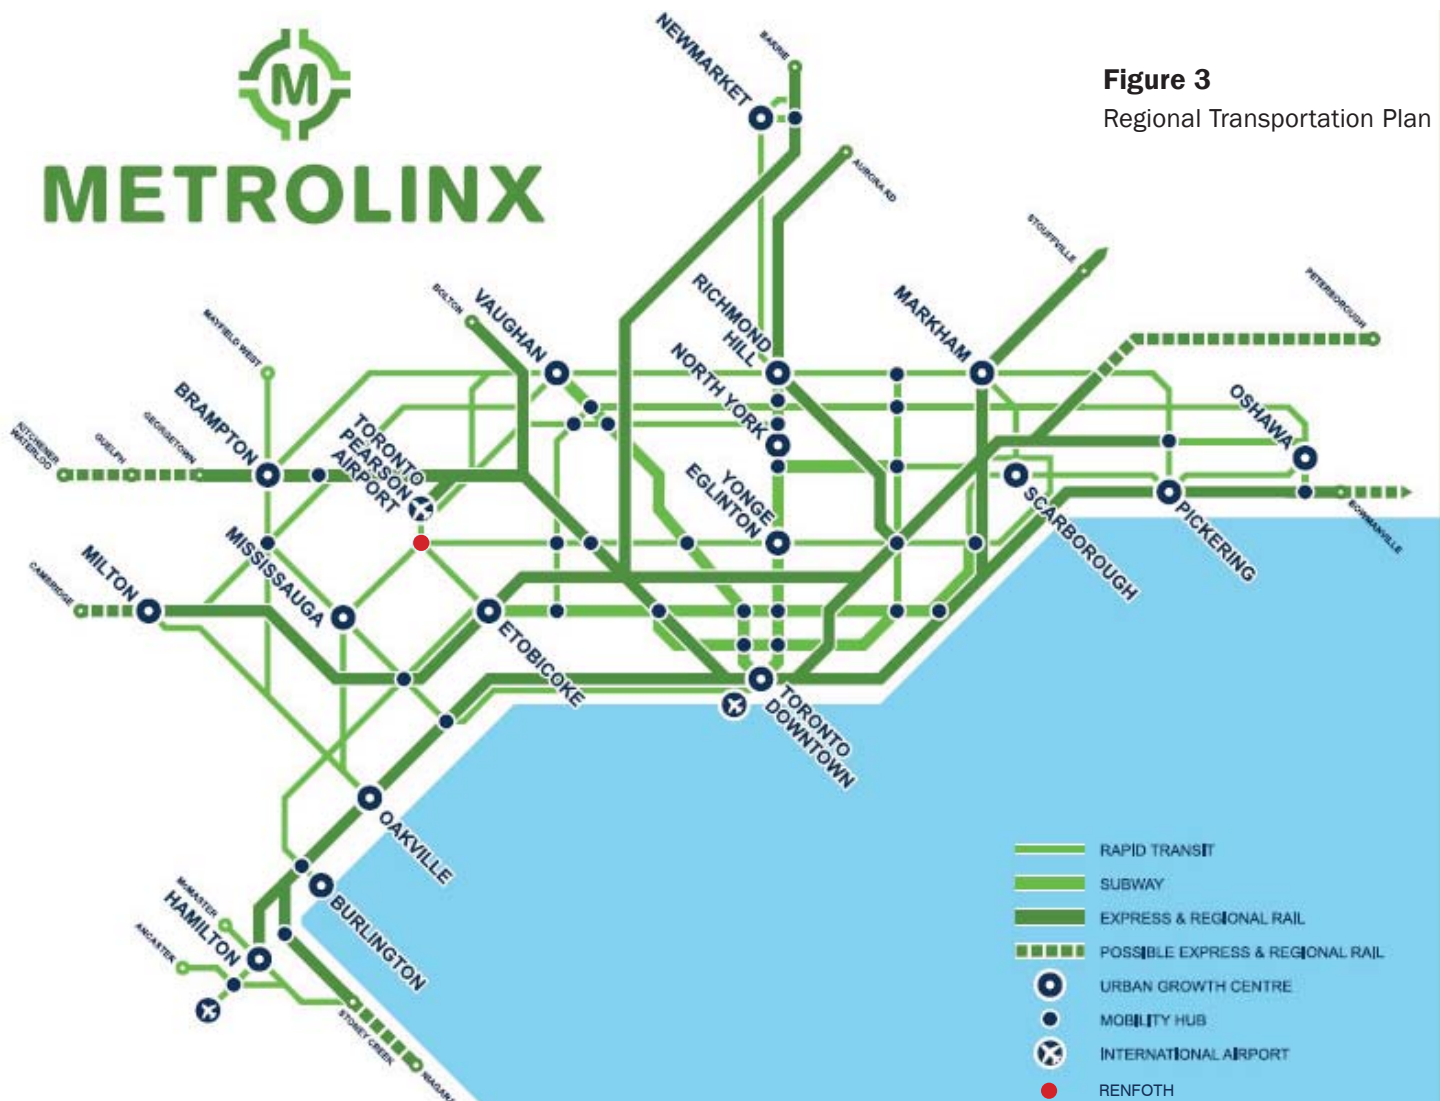 M
METROLINX
Figure 3
Regional Transportation Plan
NEWMARKET
BARRIE
AURORA RD
STOUFFVILLE
PETERBOROUGH
BOLTON
VAUGHAN
RICHMOND
HILL
MARKHAM
MAYFIELD WEST
BRAMPTON
GEORGETOWN
GUELPH
KITCHENER
WATERLOO
TORONTO
PEARSON
AIRPORT
NORTH YORK
YONGE
EGLINTON
OSHAWA
BOWMANVILLE
SCARBOROUGH
PICKERING
MISSISSAUGA
MILTON
CAMBRIDGE
ETOBICOKE
TORONTO
DOWNTOWN
OAKVILLE
BURLINGTON
McMASTER
HAMILTON
ANCASTER
STONEY CREEK
NIAGARA
RAPID TRANSIT
SUBWAY
EXPRESS & REGIONAL RAIL
POSSIBLE EXPRESS & REGIONAL RAIL
URBAN GROWTH CENTRE
MOBILITY HUB
INTERNATIONAL AIRPORT
RENFOTH